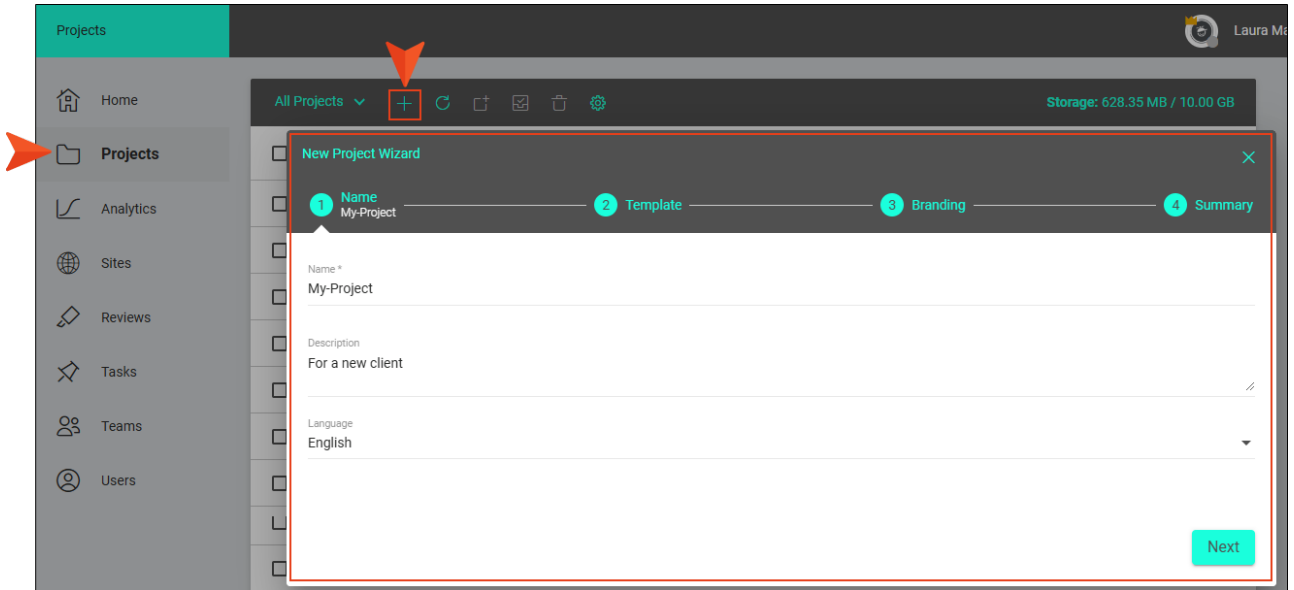 Projects
Laura Ma
Home
Projects
Analytics
Sites
Reviews
Tasks
Teams
Users
All Projects
Storage: 628.35 MB / 10.00 GB
New Project Wizard
1 Name
My-Project
2 Template
3 Branding
4 Summary
Name *
My-Project
Description
For a new client
Language
English
Next